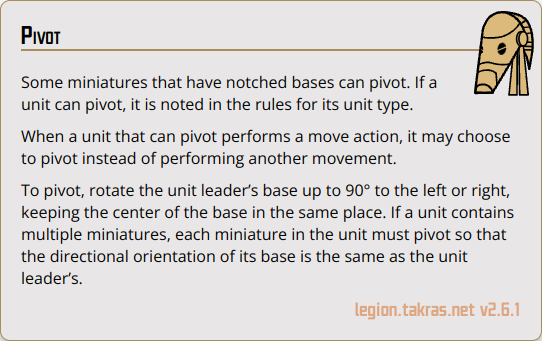 PIVOT
Some miniatures that have notched bases can pivot. If a
unit can pivot, it is noted in the rules for its unit type.
When a unit that can pivot performs a move action, it may choose
to pivot instead of performing another movement.
To pivot, rotate the unit leader’s base up to 90° to the left or right,
keeping the center of the base in the same place. If a unit contains
multiple miniatures, each miniature in the unit must pivot so that
the directional orientation of its base is the same as the unit
leader’s.
legion.takras.net v2.6.1